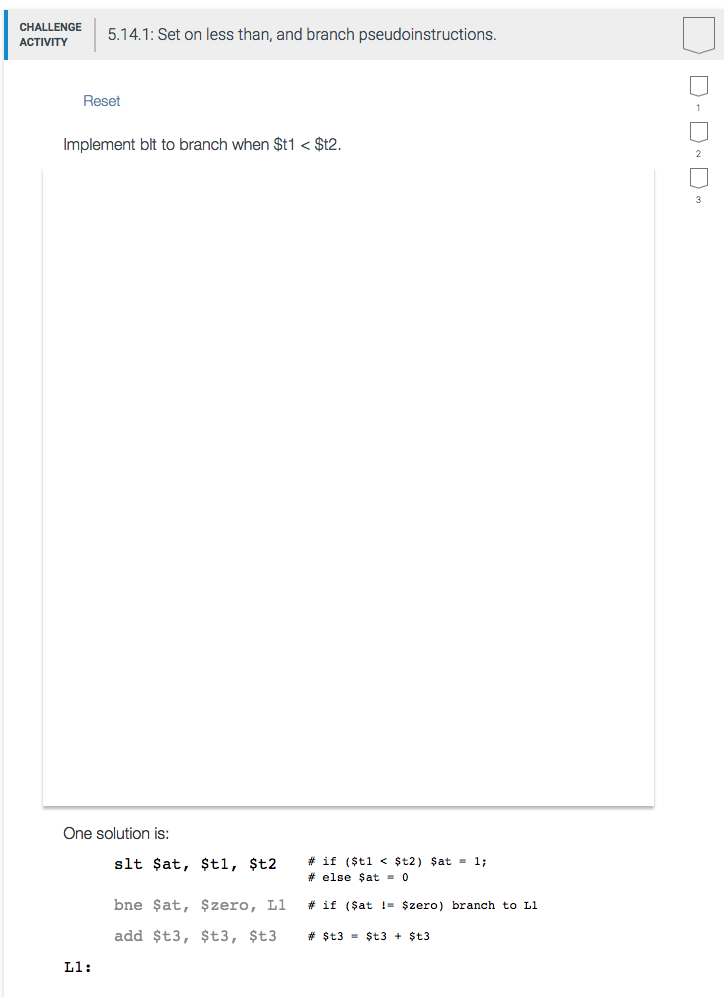 CHALLENGE
ACTIVITY
5.14.1: Set on less than, and branch pseudoinstructions.
Reset
1
Implement blt to branch when $t1 < $t2.
2
3
One solution is:
slt $at, $t1, $t2 # if ($t1 < $t2) $at = 1;
# else $at = 0
bne $at, $zero, L1 # if ($at != $zero) branch to L1
add $t3, $t3, $t3 # $t3 = $t3 + $t3
L1: